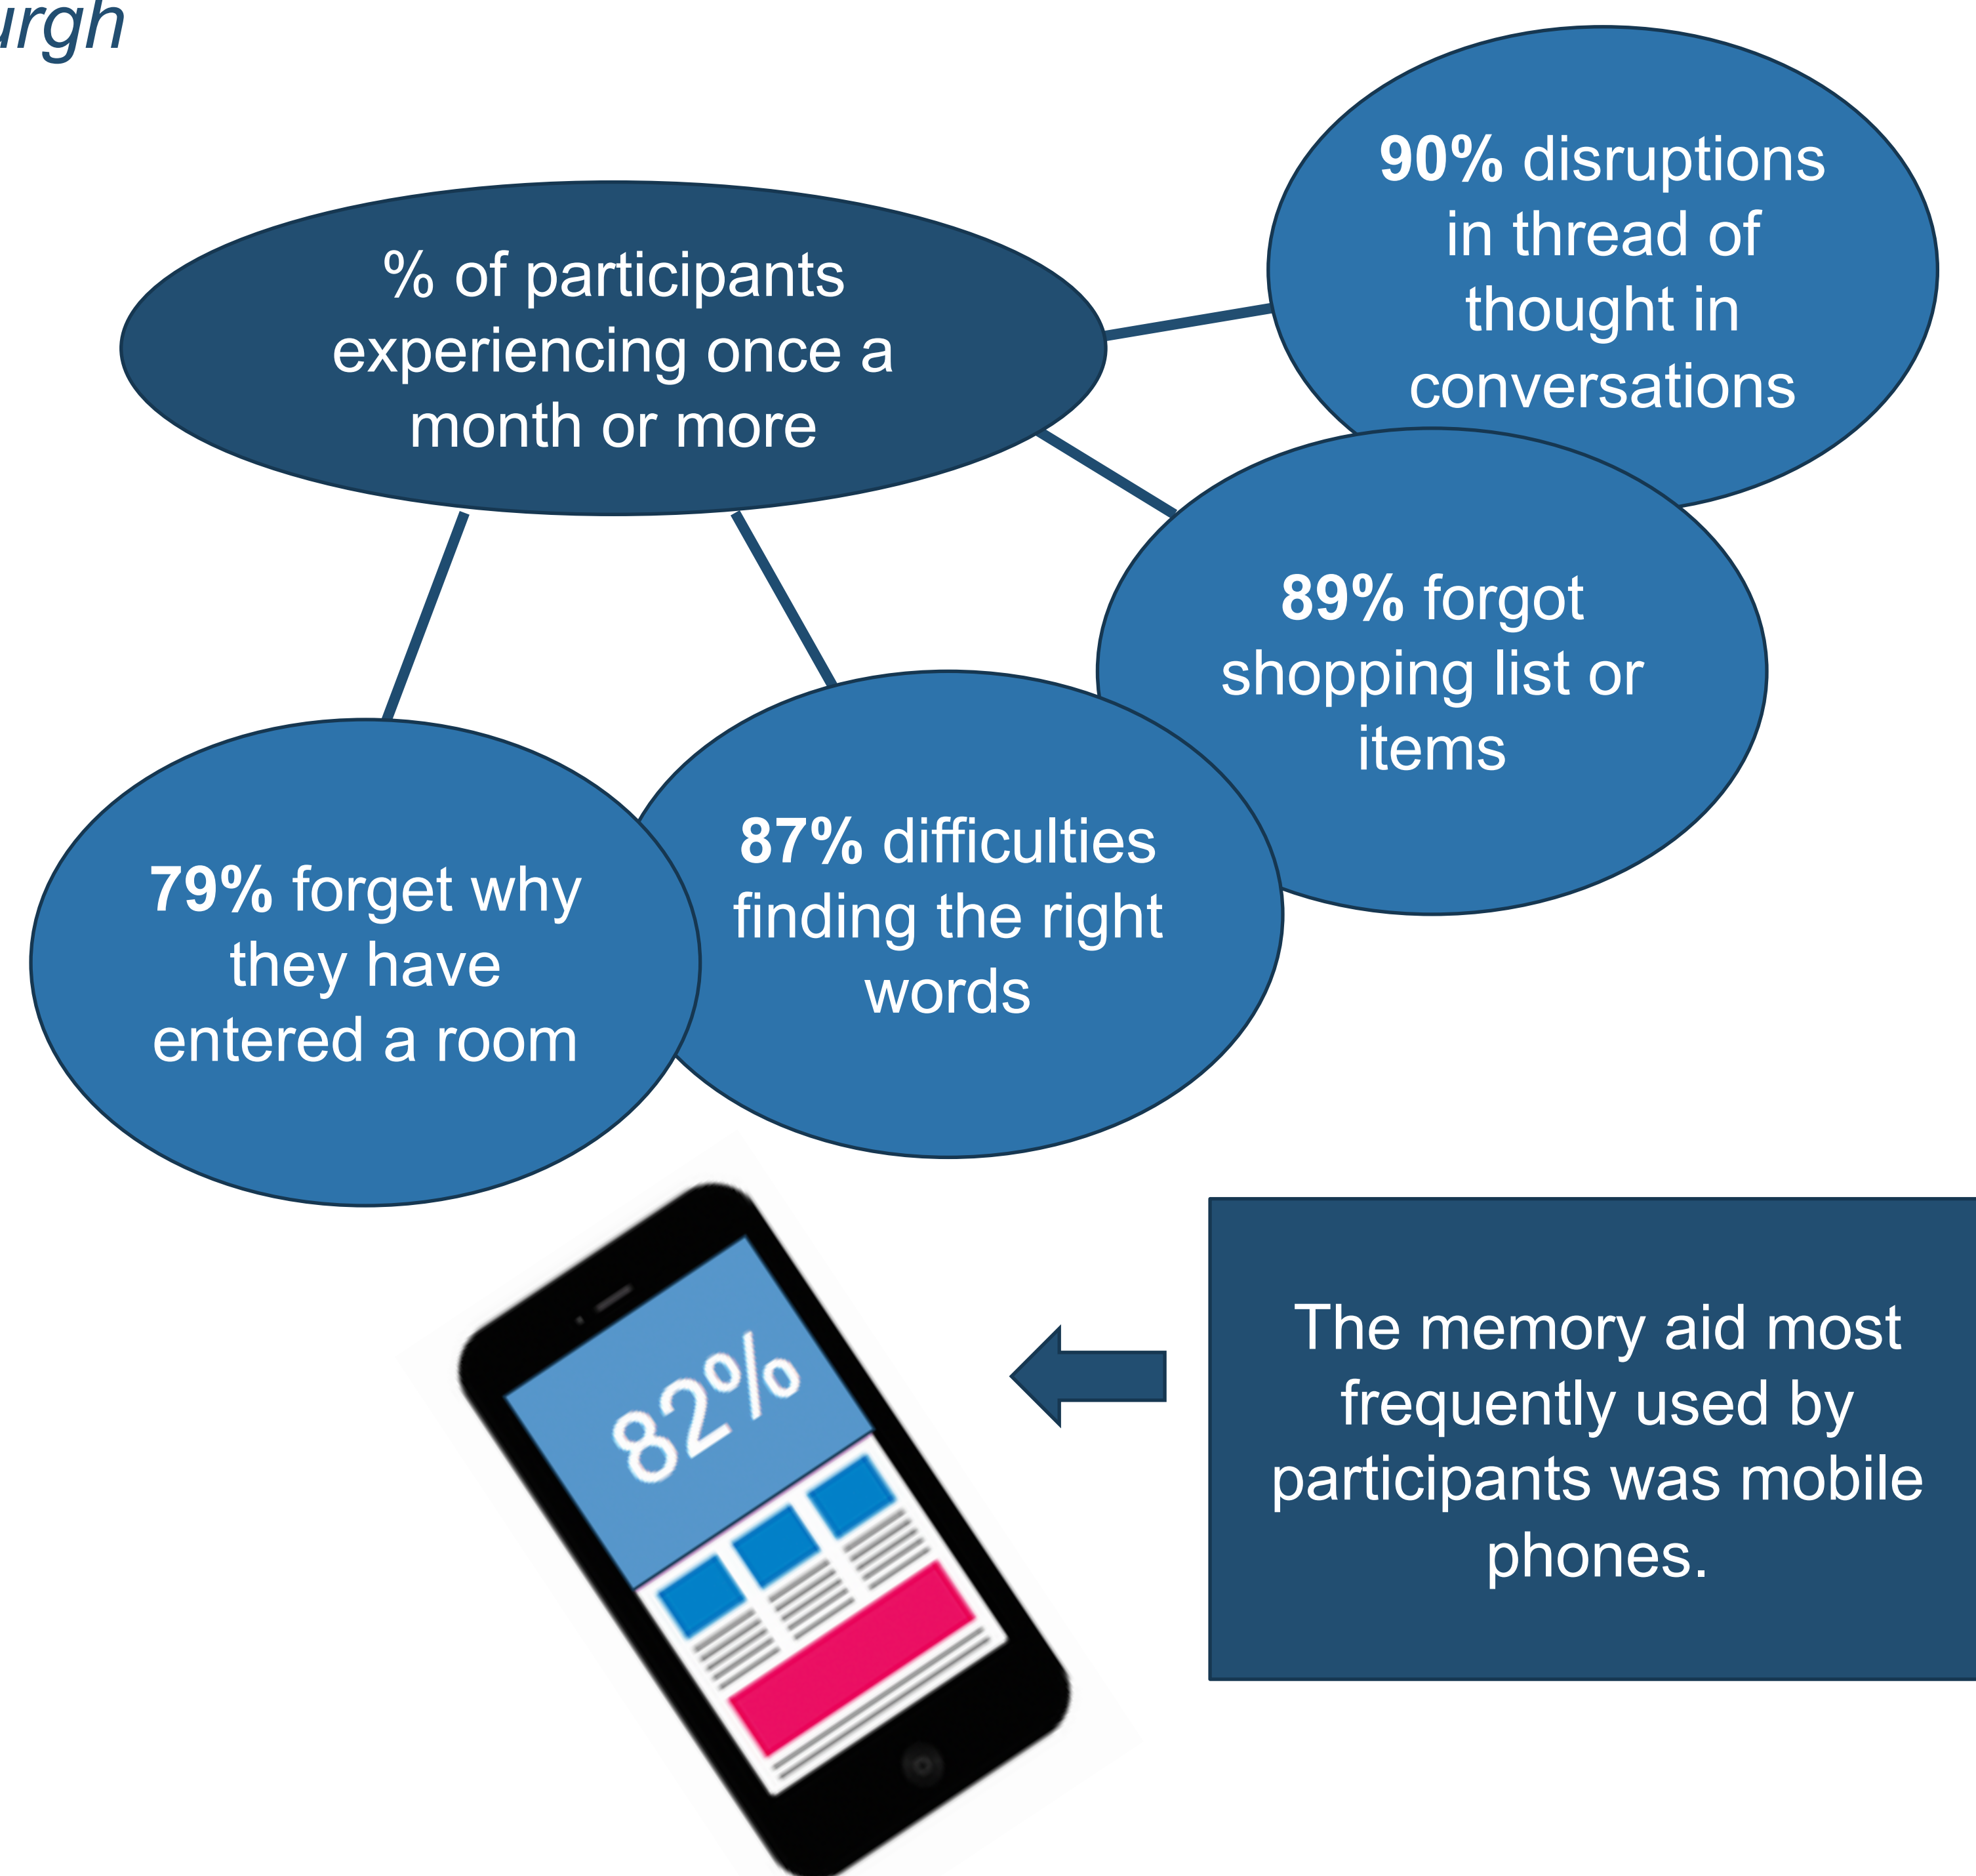 % of participants
experiencing once a
month or more
90% disruptions
in thread of
thought in
conversations
89% forgot
shopping list or
items
87% difficulties
finding the right
words
79% forget why
they have
entered a room
82%
The memory aid most
frequently used by
participants was mobile
phones.